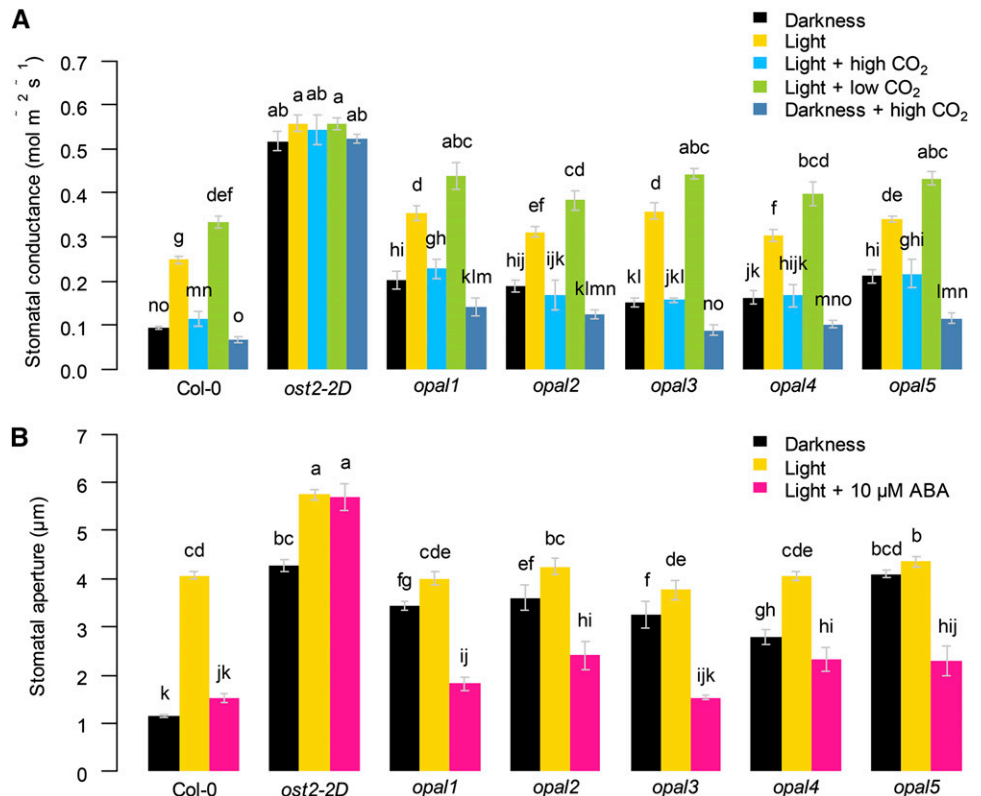 A
Darkness
Light
Light + high CO₂
Light + low CO₂
Darkness + high CO₂
Stomatal conductance (mol m⁻² s⁻¹)
0.7
0.6
0.5
0.4
0.3
0.2
0.1
0.0
no g mn def o
ab a ab a ab
hi d gh abc klm
hij ef ijk cd klmn
kl d jkl abc no
jk f hijk bcd mno
hi de ghi abc lmn
Col-0 ost2-2D opal1 opal2 opal3 opal4 opal5
B
Darkness
Light
Light + 10 µM ABA
Stomatal aperture (µm)
7
6
5
4
3
2
1
0
k cd jk
bc a a
fg cde ij
ef bc hi
f de ijk
gh cde hi
bcd b hij
Col-0 ost2-2D opal1 opal2 opal3 opal4 opal5